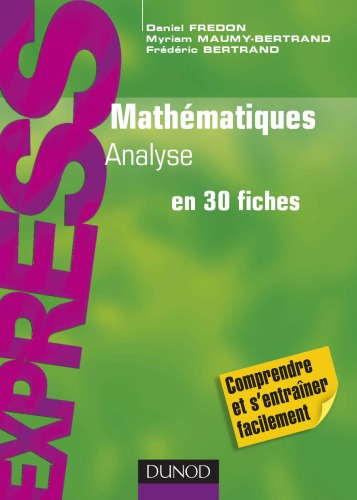 Daniel FREDON
Myriam MAUMY-BERTRAND
Frédéric BERTRAND
EXPRESS
Mathématiques
Analyse
en 30 fiches
Comprendre
et s'entraîner
facilement
DUNOD